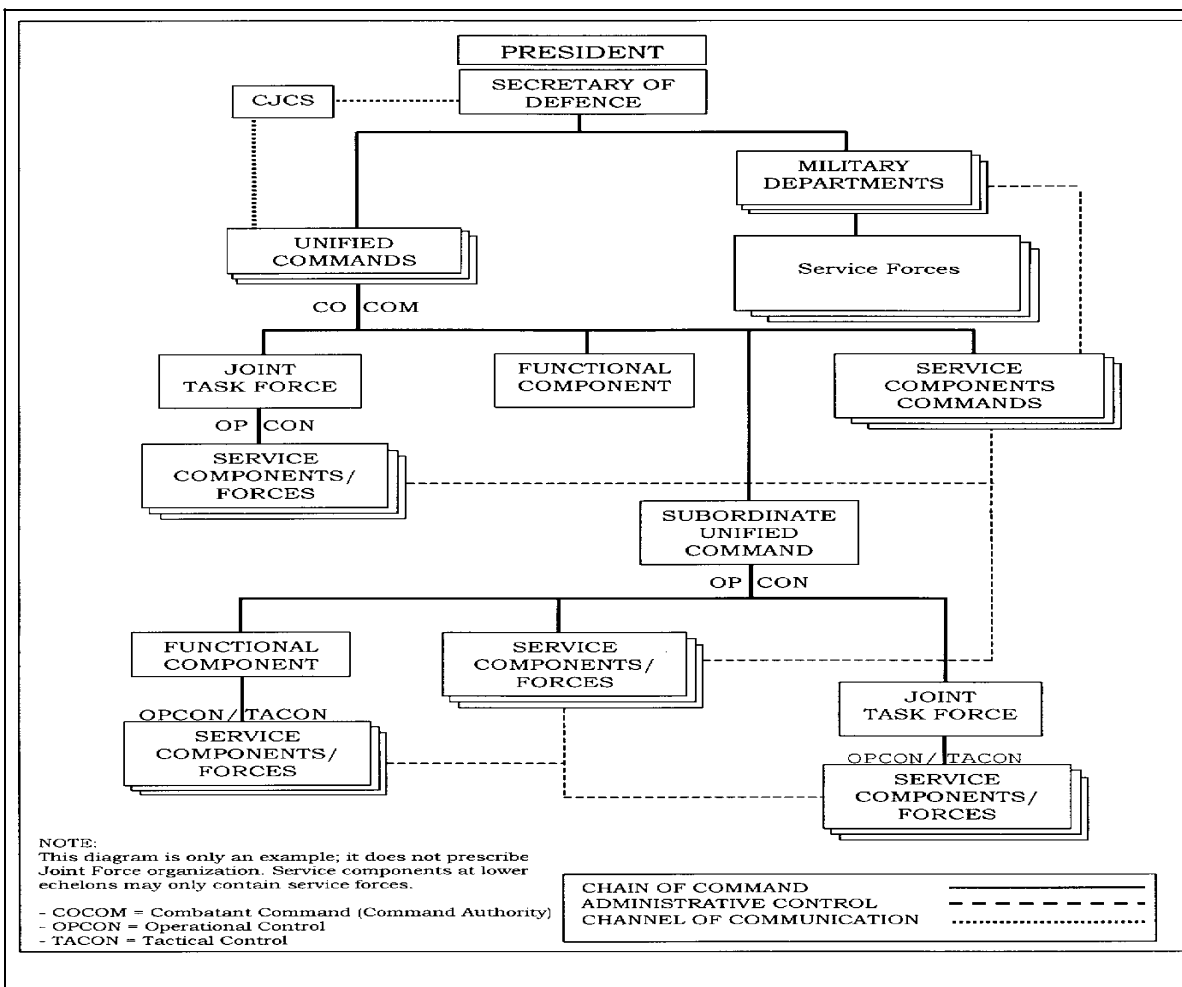 PRESIDENT
SECRETARY OF
DEFENCE
CJCS
MILITARY
DEPARTMENTS
UNIFIED
COMMANDS
Service Forces
CO COM
JOINT
TASK FORCE
FUNCTIONAL
COMPONENT
SERVICE
COMPONENTS
COMMANDS
OP CON
SERVICE
COMPONENTS/
FORCES
SUBORDINATE
UNIFIED
COMMAND
OP CON
FUNCTIONAL
COMPONENT
SERVICE
COMPONENTS/
FORCES
JOINT
TASK FORCE
OPCON/ TACON
SERVICE
COMPONENTS/
FORCES
OPCON/ TACON
SERVICE
COMPONENTS/
FORCES
NOTE:
This diagram is only an example; it does not prescribe
Joint Force organization. Service components at lower
echelons may only contain service forces.
- COCOM = Combatant Command (Command Authority)
- OPCON = Operational Control
- TACON = Tactical Control
CHAIN OF COMMAND
ADMINISTRATIVE CONTROL
CHANNEL OF COMMUNICATION